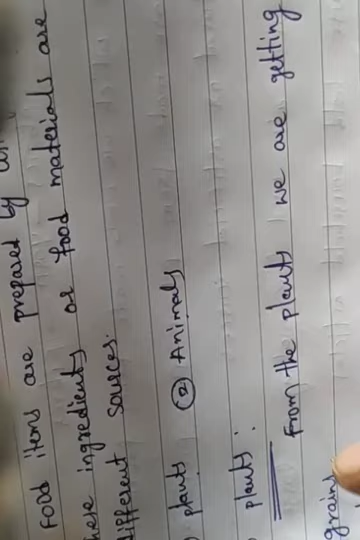 Food items are prepared by
hese ingredients or food materials are
different sources.
plants ② Animals
plants :
From the plants we are getting
grains